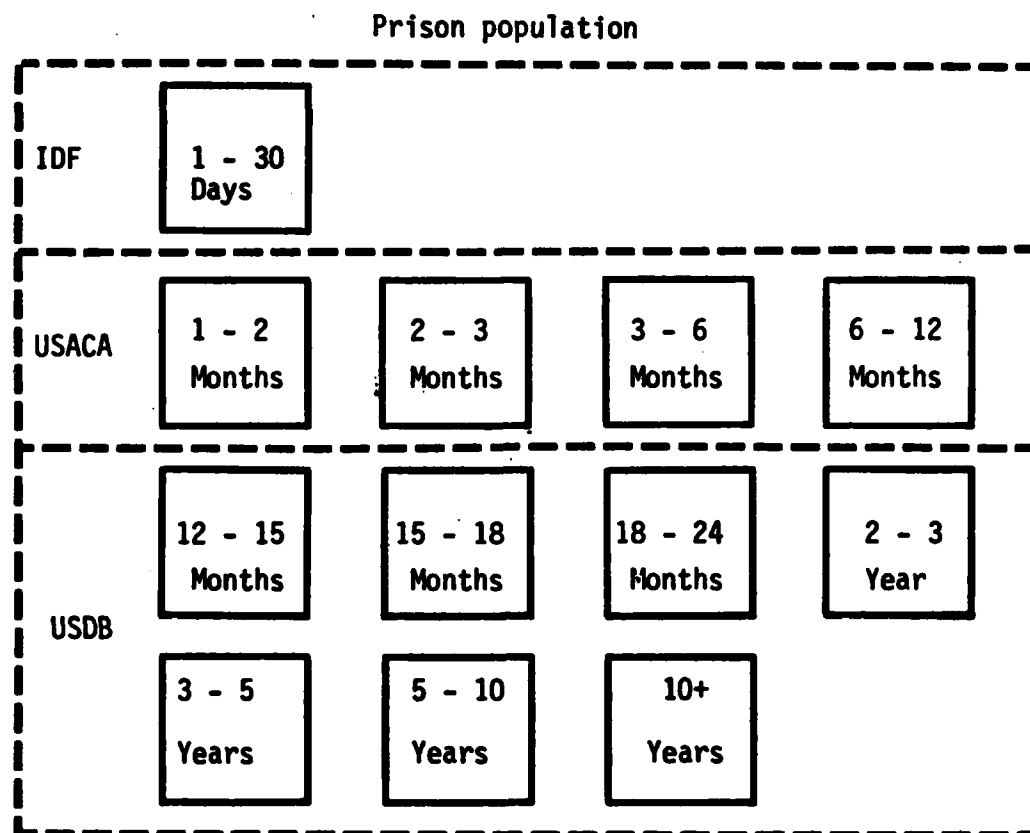 Prison population
IDF
1 - 30
Days
USACA
1 - 2
Months
2 - 3
Months
3 - 6
Months
6 - 12
Months
USDB
12 - 15
Months
15 - 18
Months
18 - 24
Months
2 - 3
Year
3 - 5
Years
5 - 10
Years
10+
Years